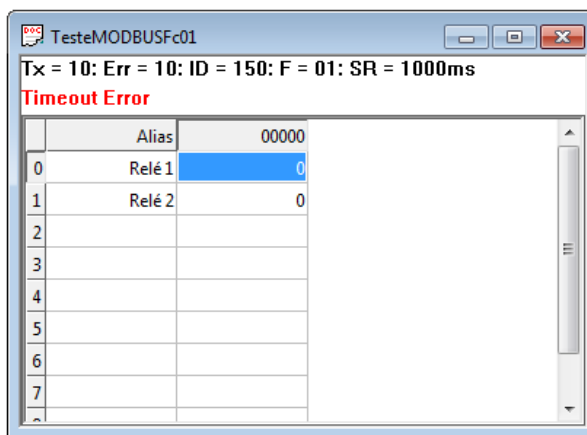 TesteMODBUSFc01
Tx = 10: Err = 10: ID = 150: F = 01: SR = 1000ms
Timeout Error
Alias 00000
0 Relé 1 0
1 Relé 2 0
2
3
4
5
6
7